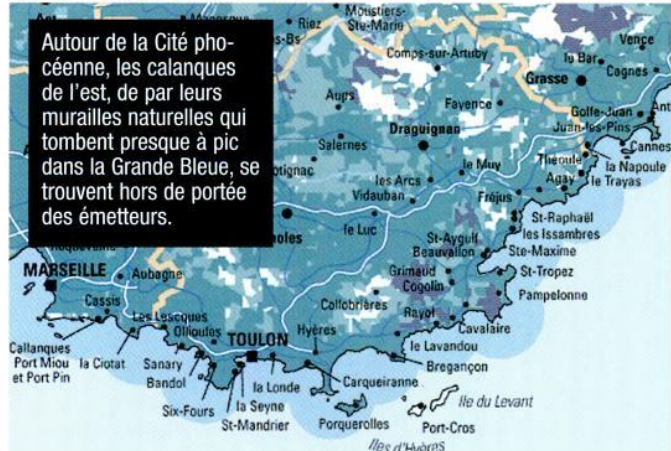 Autour de la Cité pho-
céenne, les calanques
de l'est, de par leurs
murailles naturelles qui
tombent presque à pic
dans la Grande Bleue, se
trouvent hors de portée
des émetteurs.
Riez
Moustiers-
Ste-Marie
Comps-sur-Artuby
Vence
le Bar
Cagnes
Grasse
Aups
Fayence
Golfe-Juan
Juan-les-Pins
Cannes
Salernes
Draguignan
Théoule
la Napoule
le Muy
Agay
le Trayas
les Arcs
Vidauban
Fréjus
St-Raphaël
le Luc
St-Aygulf
les Issambres
Beauvallon
Ste-Maxime
MARSEILLE
Aubagne
Grimaud
St-Tropez
Cogolin
Pampelonne
Cassis
Les Lescques
Collobrières
Ollioules
TOULON
Hyères
Rayol
Cavalaire
Callanques
Port Miou
et Port Pin
la Ciotat
Sanary
Bandol
le Lavandou
Bregançon
la Londe
Carqueiranne
Six-Fours
la Seyne
St-Mandrier
Ile du Levant
Porquerolles
Port-Cros
Iles d'Hyères